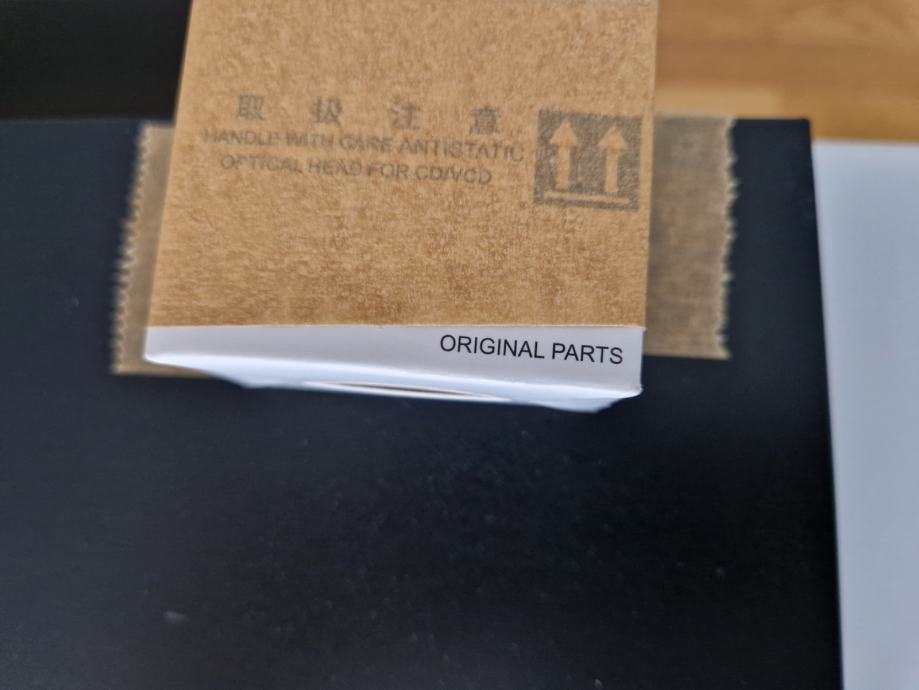 取扱注意
HANDLE WITH CARE ANTISTATIC
OPTICAL HEAD FOR CD/VCD
ORIGINAL PARTS